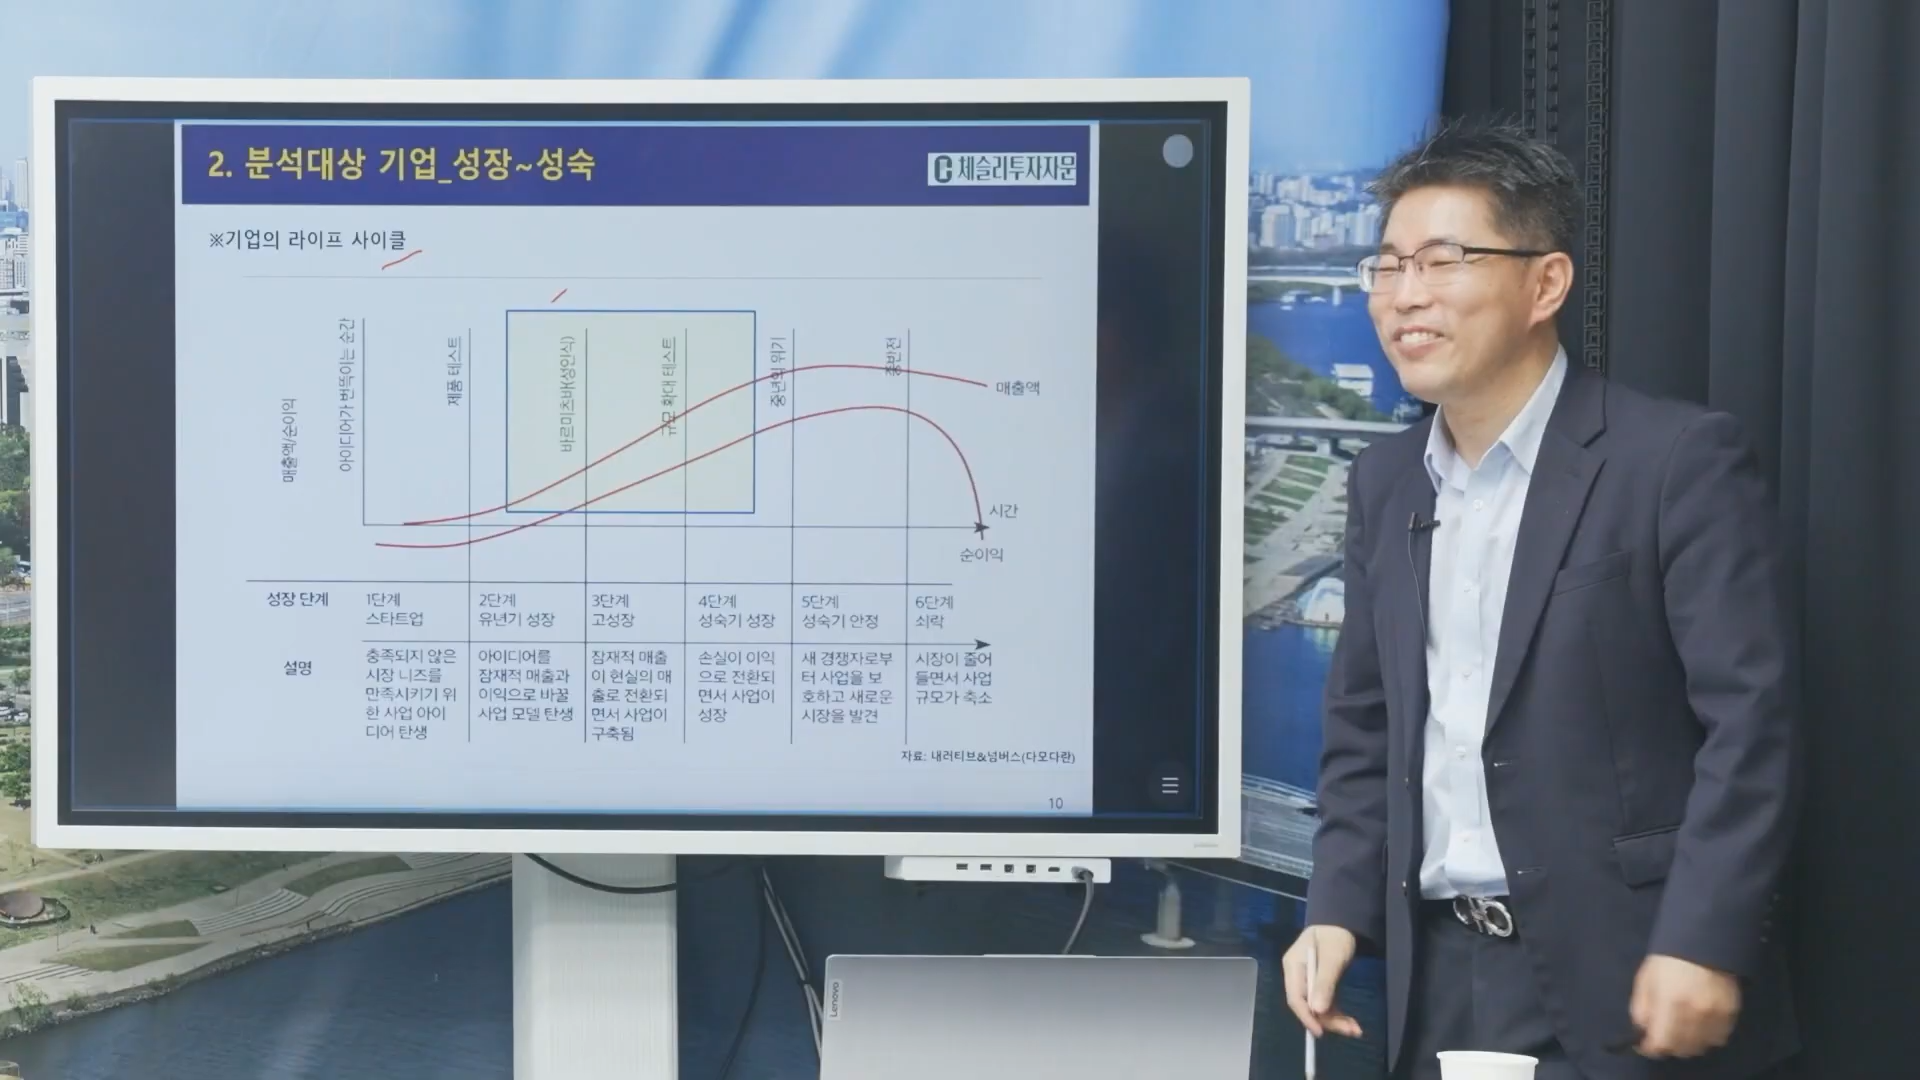 2. 분석대상 기업_성장~성숙
체슬리투자자문
※기업의 라이프 사이클
매출액/순이익
아이디어가 번뜩이는 순간
제품 테스트
바르미츠바(성인식)
규모 확대 테스트
중년의 위기
종반전
매출액
시간
순이익
성장 단계
1단계
스타트업
2단계
유년기 성장
3단계
고성장
4단계
성숙기 성장
5단계
성숙기 안정
6단계
쇠락
설명
충족되지 않은
시장 니즈를
만족시키기 위
한 사업 아이
디어 탄생
아이디어를
잠재적 매출과
이익으로 바꿀
사업 모델 탄생
잠재적 매출
이 현실의 매
출로 전환되
면서 사업이
구축됨
손실이 이익
으로 전환되
면서 사업이
성장
새 경쟁자로부
터 사업을 보
호하고 새로운
시장을 발견
시장이 줄어
들면서 사업
규모가 축소
자료: 내러티브&넘버스(다모다란)
10
Lenovo